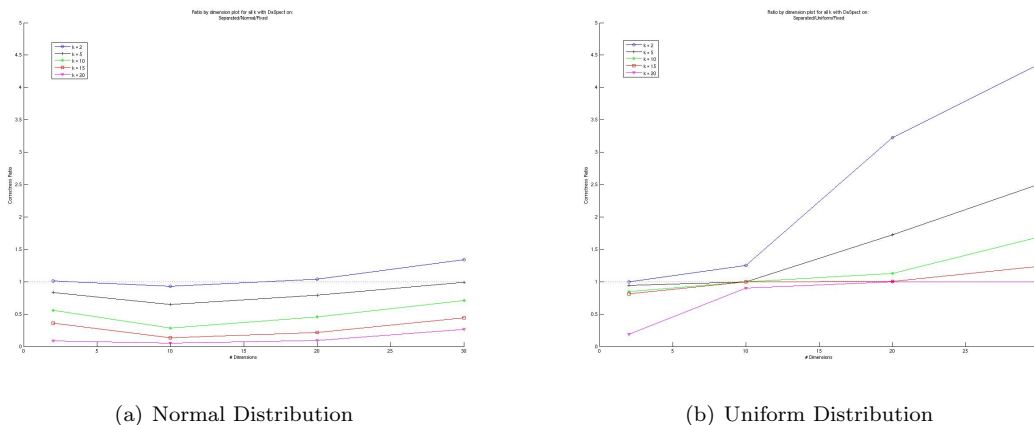 Ratio by dimension plot for all k with DaSpect on:
Separated/Normal/Fixed
5
4.5
4
3.5
3
2.5
2
1.5
1
0.5
0
Correctness Ratio
k = 2
k = 5
k = 10
k = 15
k = 20
0
5
10
15
20
25
30
# Dimensions
(a) Normal Distribution
Ratio by dimension plot for all k with DaSpect on:
Separated/Uniform/Fixed
5
4.5
4
3.5
3
2.5
2
1.5
1
0.5
0
Correctness Ratio
k = 2
k = 5
k = 10
k = 15
k = 20
0
5
10
15
20
25
# Dimensions
(b) Uniform Distribution